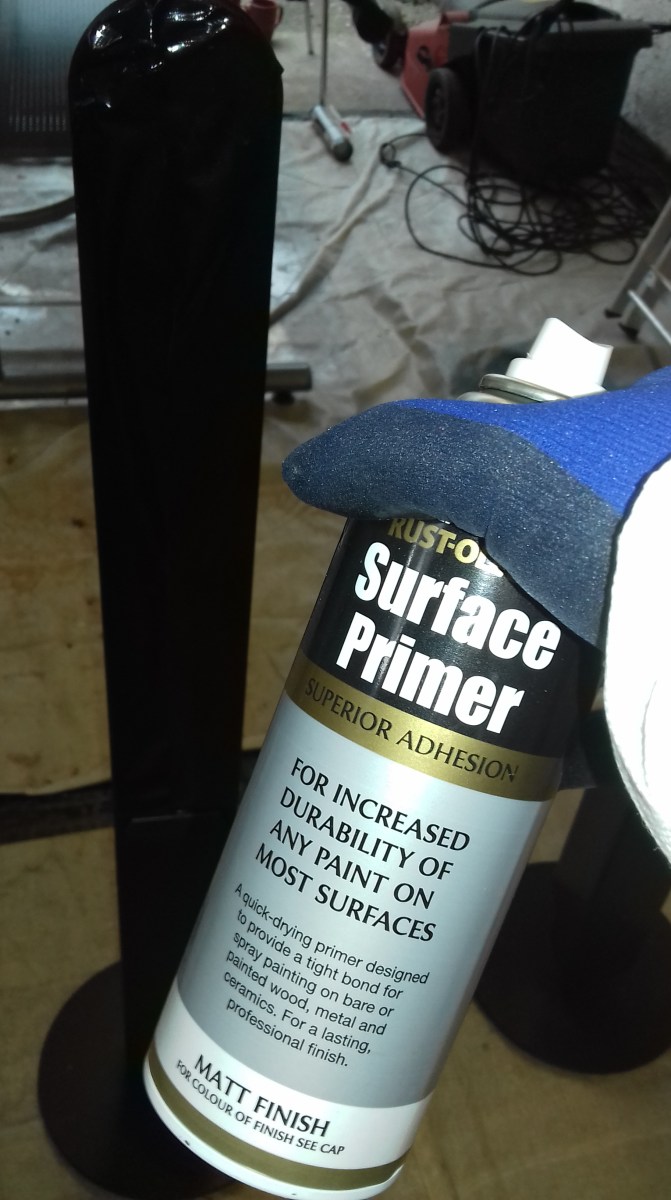 RUST-OL
Surface
Primer
SUPERIOR ADHESION
FOR INCREASED
DURABILITY OF
ANY PAINT ON
MOST SURFACES
A quick-drying primer designed
to provide a tight bond for
spray painting on bare or
painted wood, metal and
ceramics. For a lasting,
professional finish.
MATT FINISH
FOR COLOUR OF FINISH SEE CAP